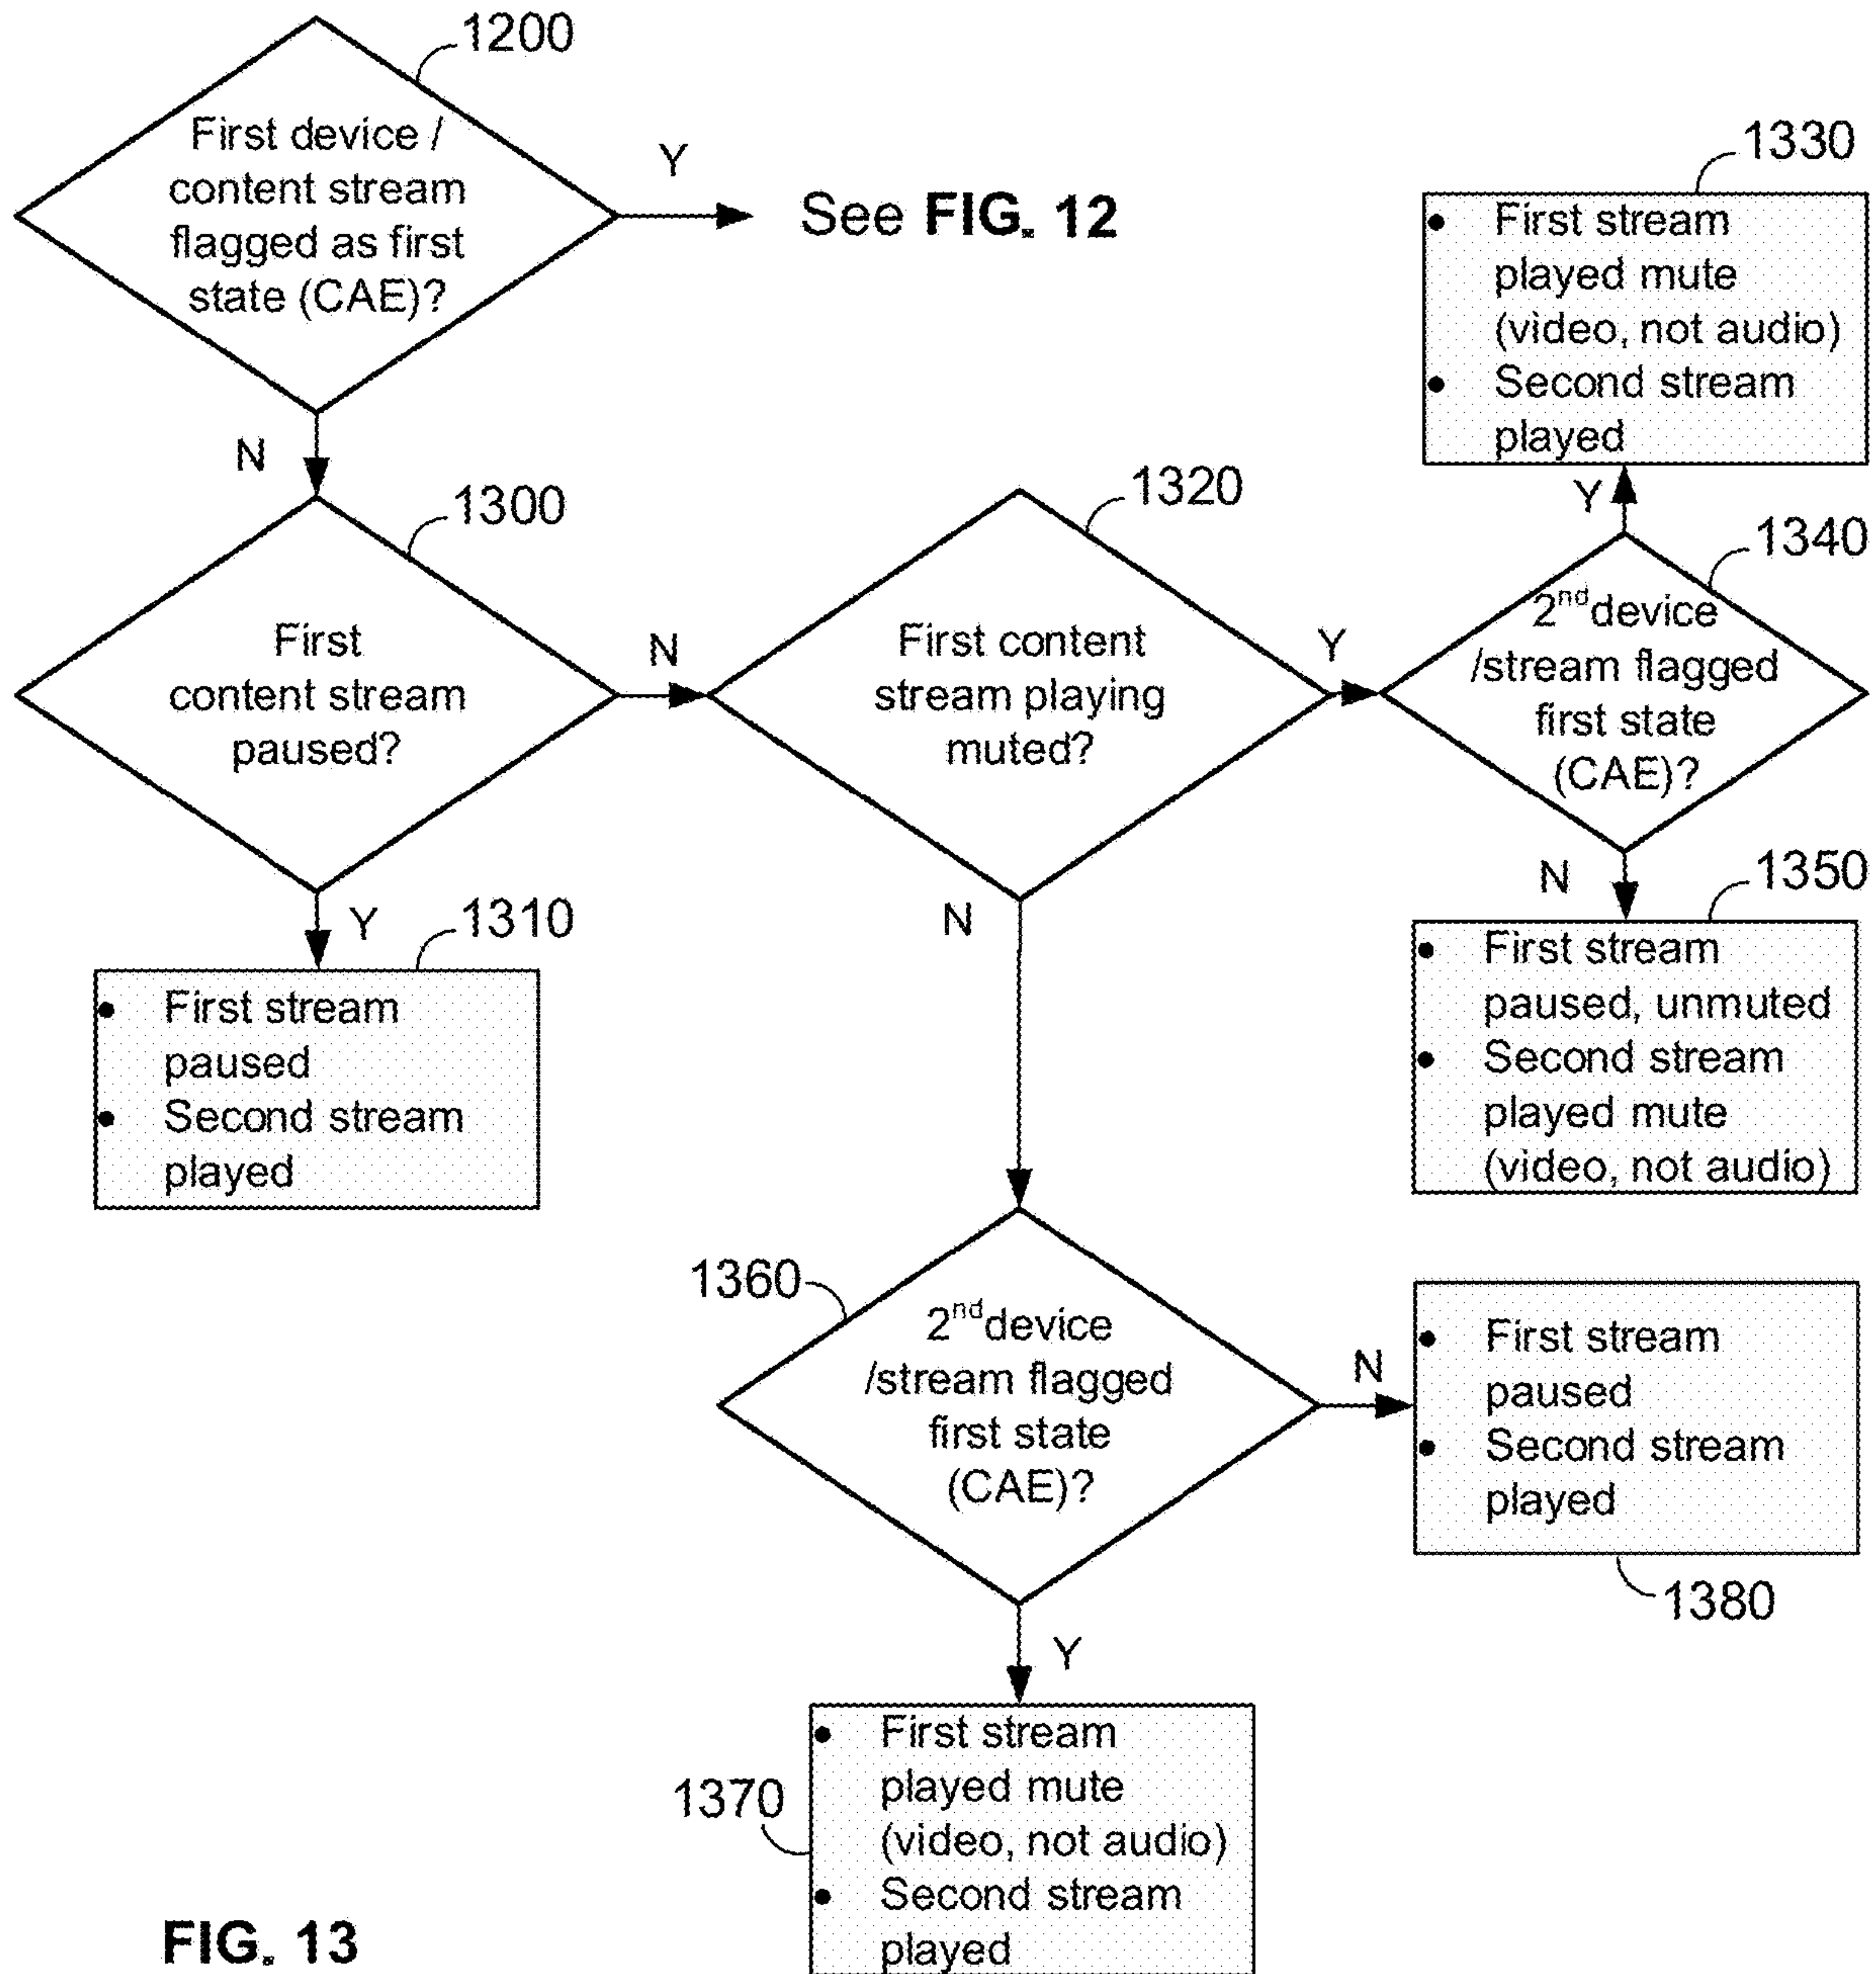 1200
First device /
content stream
flagged as first
state (CAE)?
Y
See FIG. 12
N
1300
First
content stream
paused?
N
Y
1310
• First stream
paused
• Second stream
played
1320
First content
stream playing
muted?
Y
N
1330
• First stream
played mute
(video, not audio)
• Second stream
played
Y
1340
2nd device
/stream flagged
first state
(CAE)?
N
1350
• First stream
paused, unmuted
• Second stream
played mute
(video, not audio)
1360
2nd device
/stream flagged
first state
(CAE)?
N
• First stream
paused
• Second stream
played
1380
Y
1370
• First stream
played mute
(video, not audio)
• Second stream
played
FIG. 13